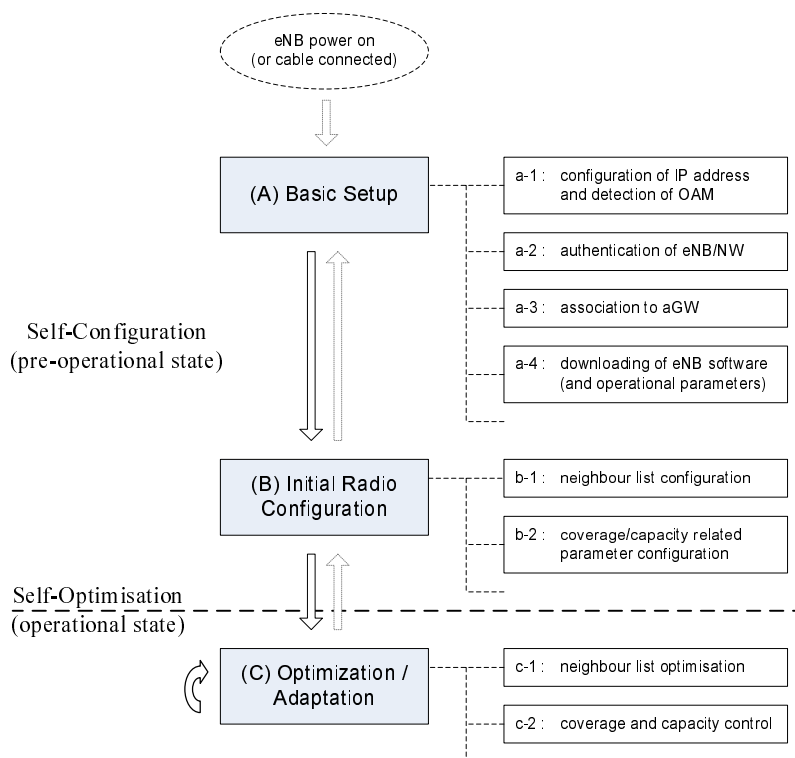 eNB power on
(or cable connected)
(A) Basic Setup
a-1 : configuration of IP address
and detection of OAM
a-2 : authentication of eNB/NW
a-3 : association to aGW
a-4 : downloading of eNB software
(and operational parameters)
Self-Configuration
(pre-operational state)
(B) Initial Radio
Configuration
b-1 : neighbour list configuration
b-2 : coverage/capacity related
parameter configuration
Self-Optimisation
(operational state)
(C) Optimization /
Adaptation
c-1 : neighbour list optimisation
c-2 : coverage and capacity control